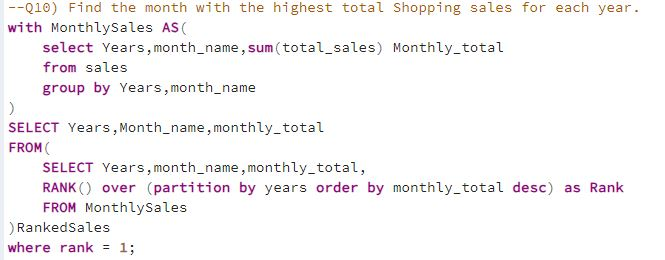 --Q10) Find the month with the highest total Shopping sales for each year.
with MonthlySales AS(
    select Years,month_name,sum(total_sales) Monthly_total
    from sales
    group by Years,month_name
)
SELECT Years,Month_name,monthly_total
FROM(
    SELECT Years,month_name,monthly_total,
    RANK() over (partition by years order by monthly_total desc) as Rank
    FROM MonthlySales
)RankedSales
where rank = 1;